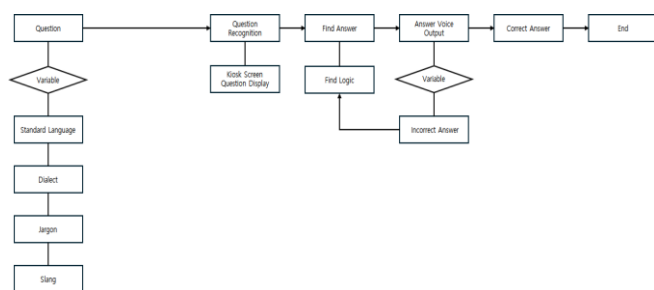 Question
Question
Recognition
Find Answer
Answer Voice
Output
Correct Answer
End
Variable
Kiosk Screen
Question Display
Find Logic
Variable
Standard Language
Incorrect Answer
Dialect
Jargon
Slang